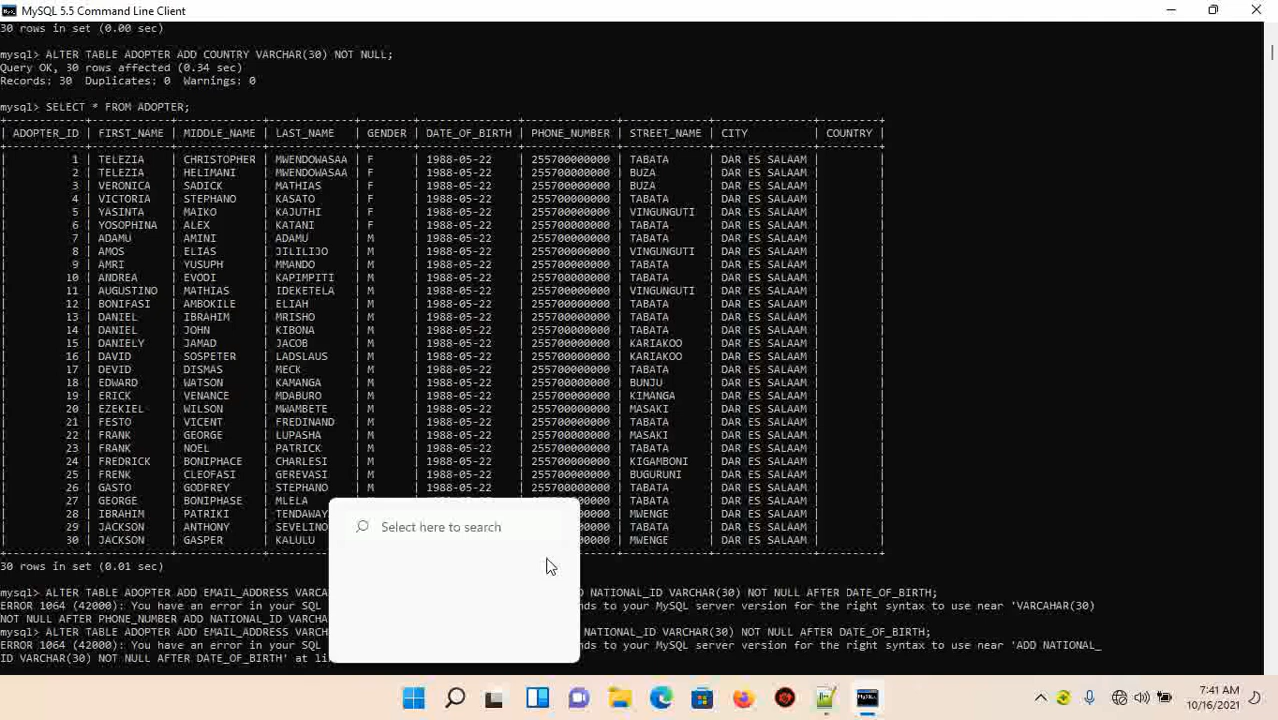 MySQL 5.5 Command Line Client
30 rows in set (0.00 sec)
mysql> ALTER TABLE ADOPTER ADD COUNTRY VARCHAR(30) NOT NULL;
Query OK, 30 rows affected (0.34 sec)
Records: 30 Duplicates: 0 Warnings: 0
mysql> SELECT * FROM ADOPTER;
| ADOPTER_ID | FIRST_NAME | MIDDLE_NAME | LAST_NAME | GENDER | DATE_OF_BIRTH | PHONE_NUMBER | STREET_NAME | CITY | COUNTRY |
| 1 | TELEZIA | CHRISTOPHER | MWENDOWASAA | F | 1988-05-22 | 255700000000 | TABATA | DAR ES SALAAM | |
| 2 | TELEZIA | HELIMANI | MWENDOWASAA | F | 1988-05-22 | 255700000000 | BUZA | DAR ES SALAAM | |
| 3 | VERONICA | SADICK | MATHIAS | F | 1988-05-22 | 255700000000 | BUZA | DAR ES SALAAM | |
| 4 | VICTORIA | STEPHANO | KASATO | F | 1988-05-22 | 255700000000 | TABATA | DAR ES SALAAM | |
| 5 | YASINTA | MAIKO | KAJUTHI | F | 1988-05-22 | 255700000000 | VINGUNGUTI | DAR ES SALAAM | |
| 6 | YOSOPHINA | ALEX | KATANI | F | 1988-05-22 | 255700000000 | TABATA | DAR ES SALAAM | |
| 7 | ADAMU | AMINI | ADAMU | M | 1988-05-22 | 255700000000 | TABATA | DAR ES SALAAM | |
| 8 | AMOS | ELIAS | JILILIJO | M | 1988-05-22 | 255700000000 | VINGUNGUTI | DAR ES SALAAM | |
| 9 | AMRI | YUSUPH | MMANDO | M | 1988-05-22 | 255700000000 | TABATA | DAR ES SALAAM | |
| 10 | ANDREA | EVODI | KAPIMPITI | M | 1988-05-22 | 255700000000 | TABATA | DAR ES SALAAM | |
| 11 | AUGUSTINO | MATHIAS | IDEKETELA | M | 1988-05-22 | 255700000000 | VINGUNGUTI | DAR ES SALAAM | |
| 12 | BONIFASI | AMBOKILE | ELIAH | M | 1988-05-22 | 255700000000 | TABATA | DAR ES SALAAM | |
| 13 | DANIEL | IBRAHIM | MRISHO | M | 1988-05-22 | 255700000000 | TABATA | DAR ES SALAAM | |
| 14 | DANIEL | JOHN | KIBONA | M | 1988-05-22 | 255700000000 | TABATA | DAR ES SALAAM | |
| 15 | DANIELY | JAMAD | JACOB | M | 1988-05-22 | 255700000000 | KARIAKOO | DAR ES SALAAM | |
| 16 | DAVID | SOSPETER | LADSLAUS | M | 1988-05-22 | 255700000000 | KARIAKOO | DAR ES SALAAM | |
| 17 | DEVID | DISMAS | MECK | M | 1988-05-22 | 255700000000 | TABATA | DAR ES SALAAM | |
| 18 | EDWARD | WATSON | KAMANGA | M | 1988-05-22 | 255700000000 | BUNJU | DAR ES SALAAM | |
| 19 | ERICK | VENANCE | MDABURO | M | 1988-05-22 | 255700000000 | KIMANGA | DAR ES SALAAM | |
| 20 | EZEKIEL | WILSON | MWAMBETE | M | 1988-05-22 | 255700000000 | MASAKI | DAR ES SALAAM | |
| 21 | FESTO | VICENT | FREDINAND | M | 1988-05-22 | 255700000000 | TABATA | DAR ES SALAAM | |
| 22 | FRANK | GEORGE | LUPASHA | M | 1988-05-22 | 255700000000 | MASAKI | DAR ES SALAAM | |
| 23 | FRANK | NOEL | PATRICK | M | 1988-05-22 | 255700000000 | TABATA | DAR ES SALAAM | |
| 24 | FREDRICK | BONIPHACE | CHARLESI | M | 1988-05-22 | 255700000000 | KIGAMBONI | DAR ES SALAAM | |
| 25 | FRENK | CLEOFASI | GEREVASI | M | 1988-05-22 | 255700000000 | BUGURUNI | DAR ES SALAAM | |
| 26 | GASTO | GODFREY | STEPHANO | M | 1988-05-22 | 255700000000 | TABATA | DAR ES SALAAM | |
| 27 | GEORGE | BONIPHASE | MLELA 00000000 | TABATA | DAR ES SALAAM | |
| 28 | IBRAHIM | PATRIKI | TENDAWAY 00000000 | MWENGE | DAR ES SALAAM | |
| 29 | JACKSON | ANTHONY | SEVELINO 00000000 | TABATA | DAR ES SALAAM | |
| 30 | JACKSON | GASPER | KALULU 00000000 | MWENGE | DAR ES SALAAM | |
Select here to search
30 rows in set (0.01 sec)
mysql> ALTER TABLE ADOPTER ADD EMAIL_ADDRESS VARCA D NATIONAL_ID VARCHAR(30) NOT NULL AFTER DATE_OF_BIRTH;
ERROR 1064 (42000): You have an error in your SQL nds to your MySQL server version for the right syntax to use near 'VARCAHAR(30)
NOT NULL AFTER PHONE_NUMBER ADD NATIONAL_ID VARCHA
mysql> ALTER TABLE ADOPTER ADD EMAIL_ADDRESS VARCH NATIONAL_ID VARCHAR(30) NOT NULL AFTER DATE_OF_BIRTH;
ERROR 1064 (42000): You have an error in your SQL nds to your MySQL server version for the right syntax to use near 'ADD NATIONAL_
ID VARCHAR(30) NOT NULL AFTER DATE_OF_BIRTH' at li
7:41 AM
10/16/2021